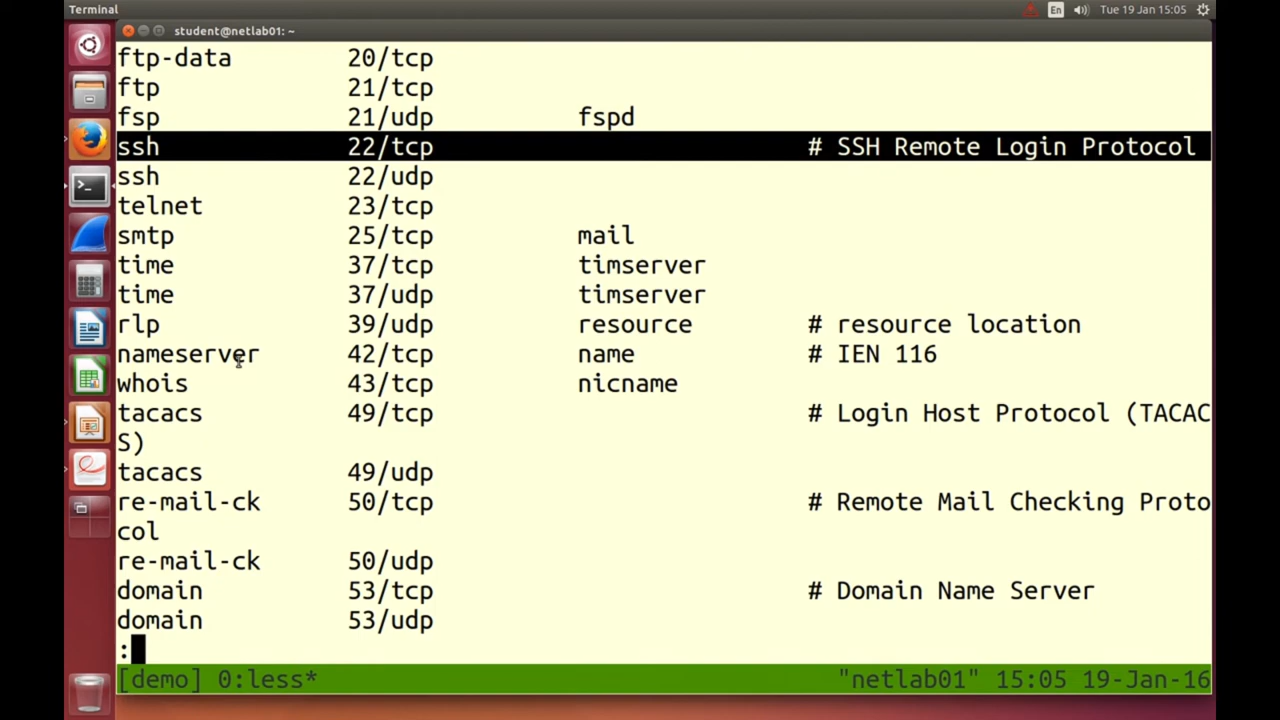 Terminal
En
Tue 19 Jan 15:05
student@netlab01: ~
ftp-data 20/tcp
ftp 21/tcp
fsp 21/udp fspd
ssh 22/tcp # SSH Remote Login Protocol
ssh 22/udp
telnet 23/tcp
smtp 25/tcp mail
time 37/tcp timserver
time 37/udp timserver
rlp 39/udp resource # resource location
nameserver 42/tcp name # IEN 116
whois 43/tcp nicname
tacacs 49/tcp # Login Host Protocol (TACAC
S)
tacacs 49/udp
re-mail-ck 50/tcp # Remote Mail Checking Proto
col
re-mail-ck 50/udp
domain 53/tcp # Domain Name Server
domain 53/udp
:
[demo] 0:less* "netlab01" 15:05 19-Jan-16